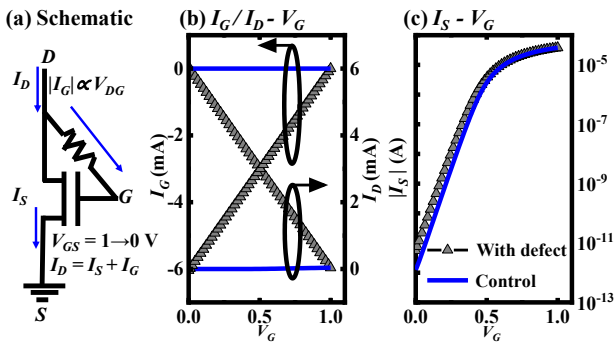 (a) Schematic
D
I_D
|I_G|∝V_DG
I_S
G
V_GS = 1→0 V
I_D = I_S + I_G
S
(b) I_G/I_D - V_G
0
-2
-4
-6
I_G (mA)
6
4
2
0
I_D (mA)
0.0 0.5 1.0
V_G
(c) I_S - V_G
|I_S| (A)
10^-5
10^-7
10^-9
10^-11
10^-13
With defect
Control
0.0 0.5 1.0
V_G